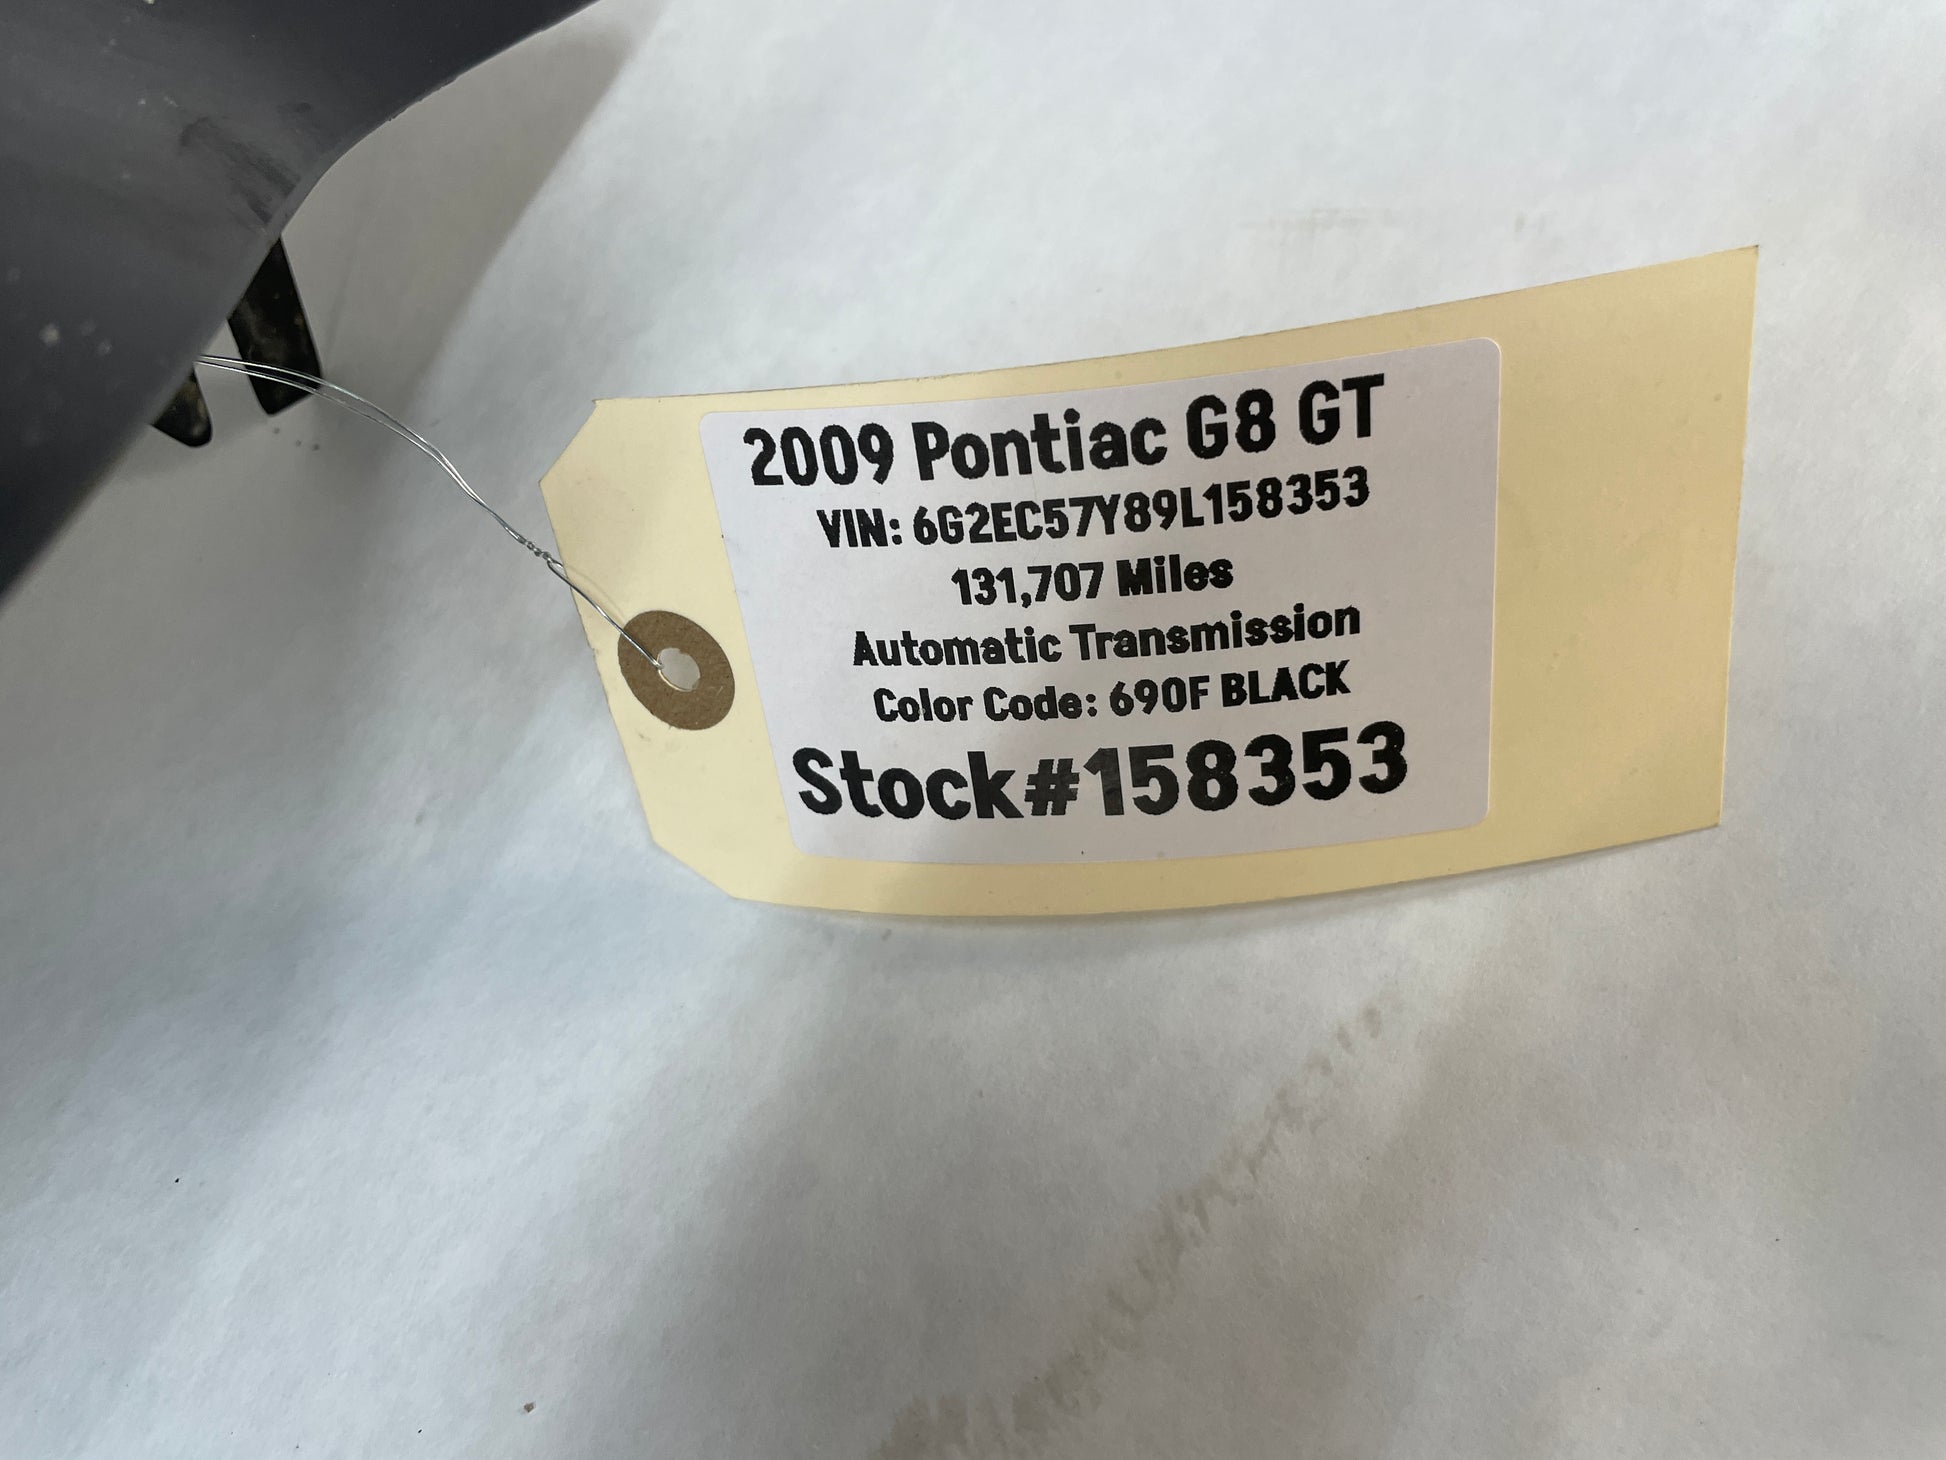 2009 Pontiac G8 GT
VIN: 6G2EC57Y89L158353
131,707 Miles
Automatic Transmission
Color Code: 690F BLACK
Stock#158353